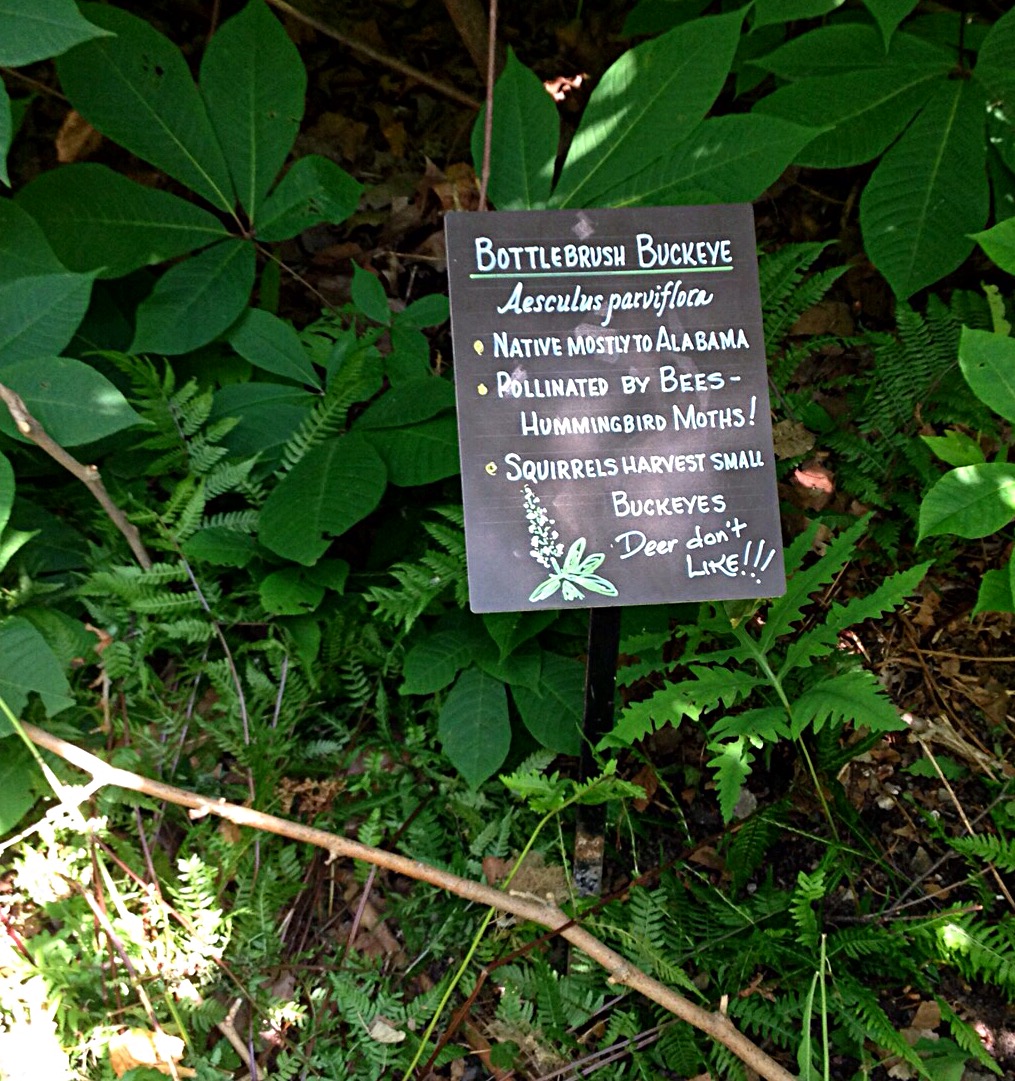 BOTTLEBRUSH BUCKEYE
Aesculus parviflora
NATIVE MOSTLY TO ALABAMA
POLLINATED BY BEES-
HUMMINGBIRD MOTHS!
SQUIRRELS HARVEST SMALL
BUCKEYES
Deer don't
LIKE!!!